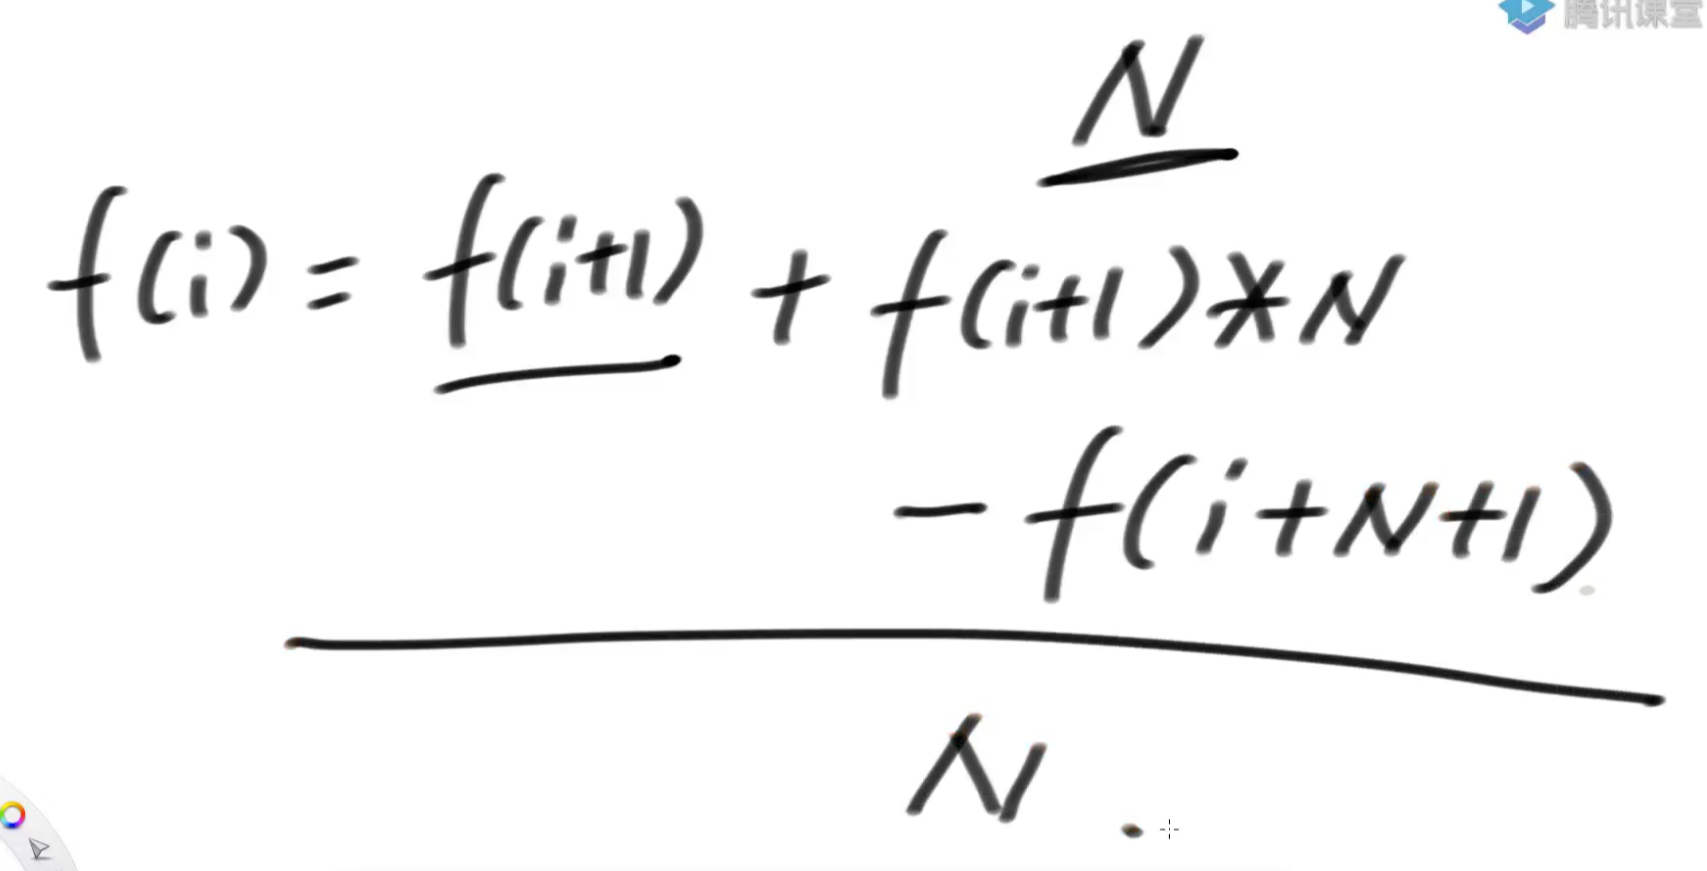 腾讯课堂
N
f(i) = f(i+1) + f(i+1)*N
- f(i+N+1)
N